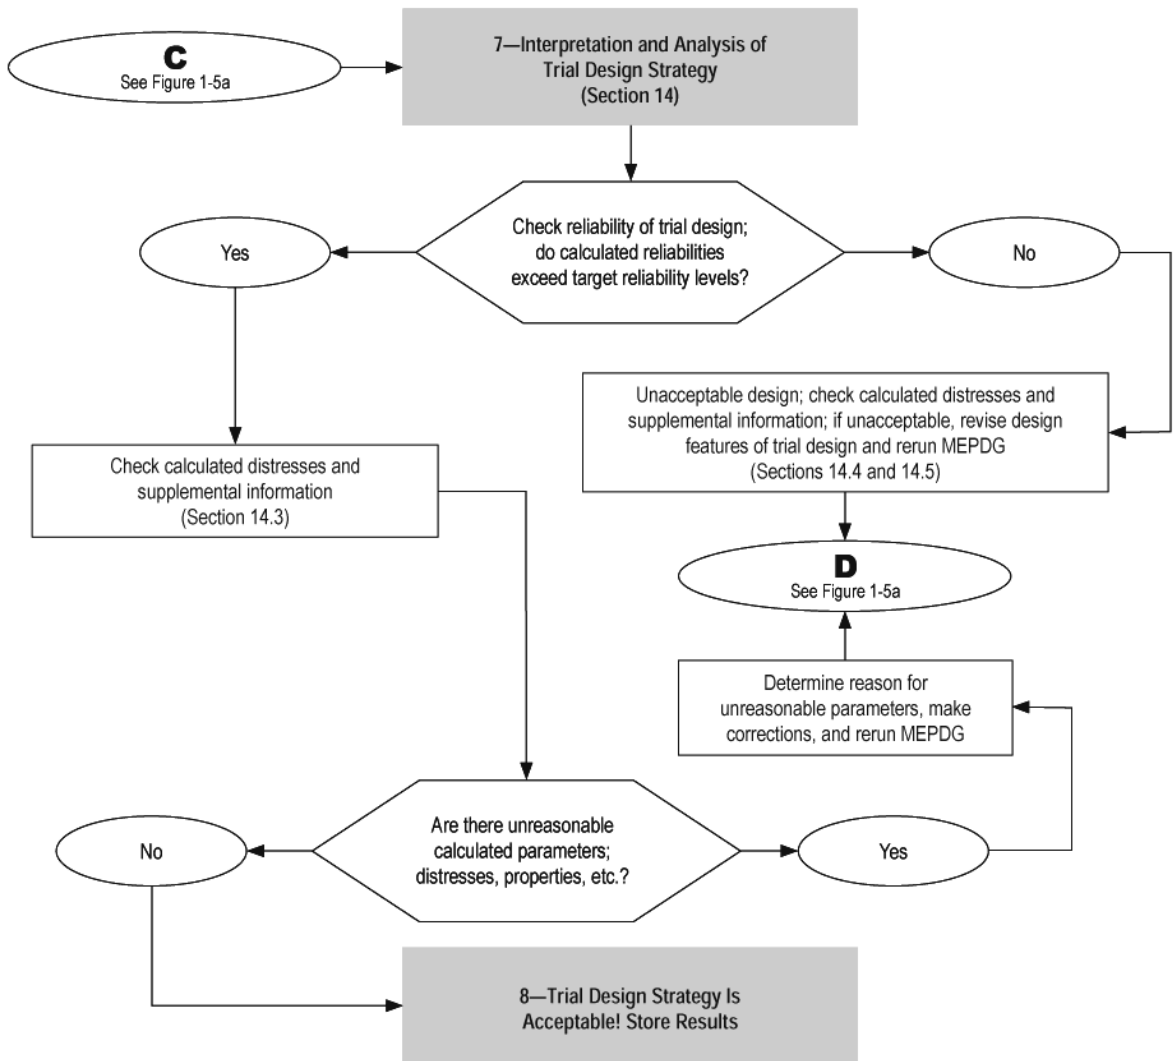 C
See Figure 1-5a
7—Interpretation and Analysis of
Trial Design Strategy
(Section 14)
Check reliability of trial design;
do calculated reliabilities
exceed target reliability levels?
Yes
No
Unacceptable design; check calculated distresses and
supplemental information; if unacceptable, revise design
features of trial design and rerun MEPDG
(Sections 14.4 and 14.5)
Check calculated distresses and
supplemental information
(Section 14.3)
D
See Figure 1-5a
Determine reason for
unreasonable parameters, make
corrections, and rerun MEPDG
Are there unreasonable
calculated parameters;
distresses, properties, etc.?
No
Yes
8—Trial Design Strategy Is
Acceptable! Store Results